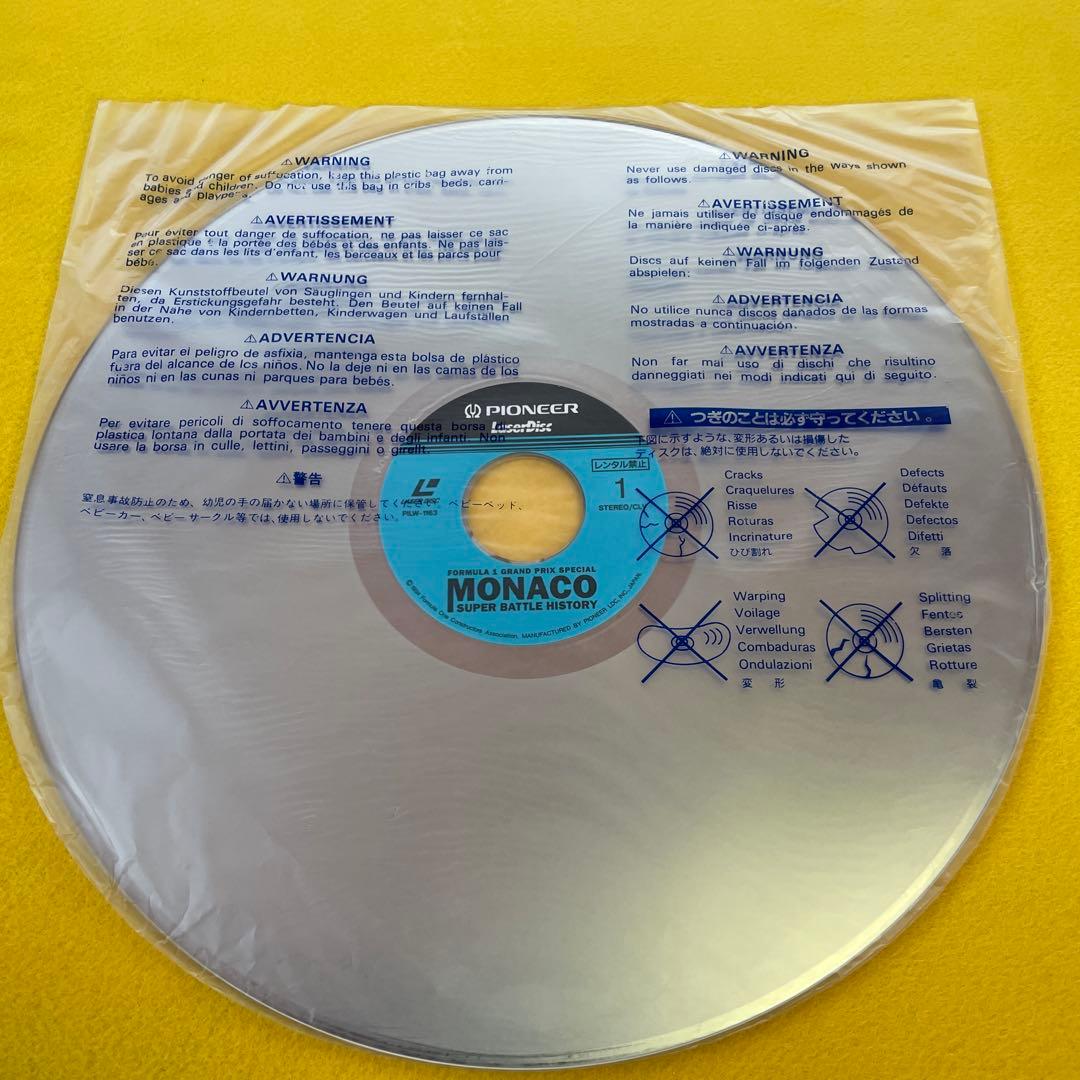 ⚠WARNING
To avoid danger of suffocation, keep this plastic bag away from
babies and children. Do not use this bag in cribs beds, carri-
ages and playpens.
⚠AVERTISSEMENT
Pour éviter tout danger de suffocation, ne pas laisser ce sac
en plastique à la portée des bébés et des enfants. Ne pas lais-
ser ce sac dans les lits d'enfant, les berceaux et les parcs pour
bébé.
⚠WARNUNG
Diesen Kunststoffbeutel von Säuglingen und Kindern fernhal-
ten, da Erstickungsgefahr besteht. Den Beutel auf keinen Fall
in der Nähe von Kindernbetten, Kinderwagen und Laufställen
benutzen.
⚠ADVERTENCIA
Para evitar el peligro de asfixia, mantenga esta bolsa de plástico
fuera del alcance de los niños. No la deje ni en las camas de los
niños ni en las cunas ni parques para bebés.
⚠AVVERTENZA
Per evitare pericoli di soffocamento tenere questa borsa di
plastica lontana dalla portata dei bambini e degli infanti. Non
usare la borsa in culle, lettini, passeggini o girelli.
⚠警告
窒息事故防止のため、幼児の手の届かない場所に保管してください。ベビーベッド、
ベビーカー、ベビーサークル等では、使用しないでください。
⚠WARNING
Never use damaged discs in the ways shown
as follows.
⚠AVERTISSEMENT
Ne jamais utiliser de disque endommagés de
la manière indiquée ci-après.
⚠WARNUNG
Discs auf keinen Fall im folgenden Zustand
abspielen:
⚠ADVERTENCIA
No utilice nunca discos dañados de las formas
mostradas a continuación.
⚠AVVERTENZA
Non far mai uso di dischi che risultino
danneggiati nei modi indicati qui di seguito.
⚠ つぎのことは必ず守ってください。
下図に示すような、変形あるいは損傷した
ディスクは、絶対に使用しないでください。
Cracks
Craquelures
Risse
Roturas
Incrinature
ひび割れ
Defects
Défauts
Defekte
Defectos
Difetti
欠 落
Warping
Voilage
Verwellung
Combaduras
Ondulazioni
変 形
Splitting
Fentes
Bersten
Grietas
Rotture
亀 裂
PIONEER
LaserDisc
レンタル禁止
1
STEREO/CLV
LASERDISC
PILW-1163
FORMULA 1 GRAND PRIX SPECIAL
MONACO
SUPER BATTLE HISTORY
Formula One Constructors Association, MANUFACTURED BY PIONEER LDC, INC. JAPAN.